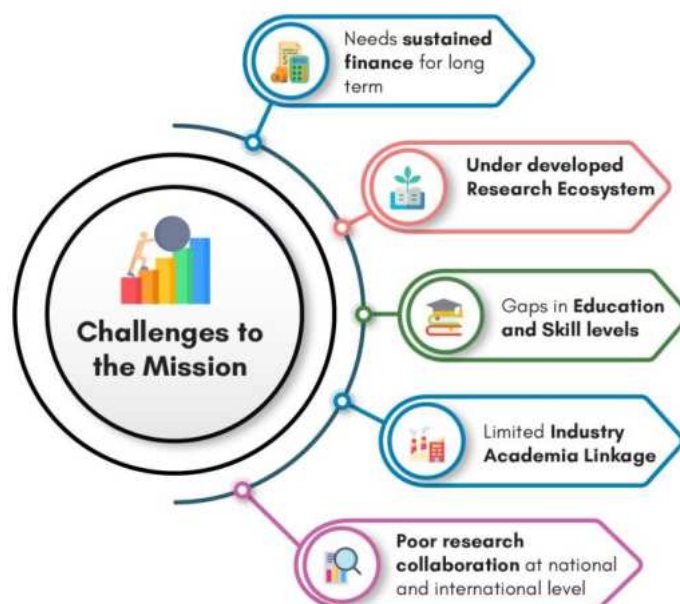 Needs sustained
finance for long
term
Under developed
Research Ecosystem
Gaps in Education
and Skill levels
Challenges to
the Mission
Limited Industry
Academia Linkage
Poor research
collaboration at national
and international level